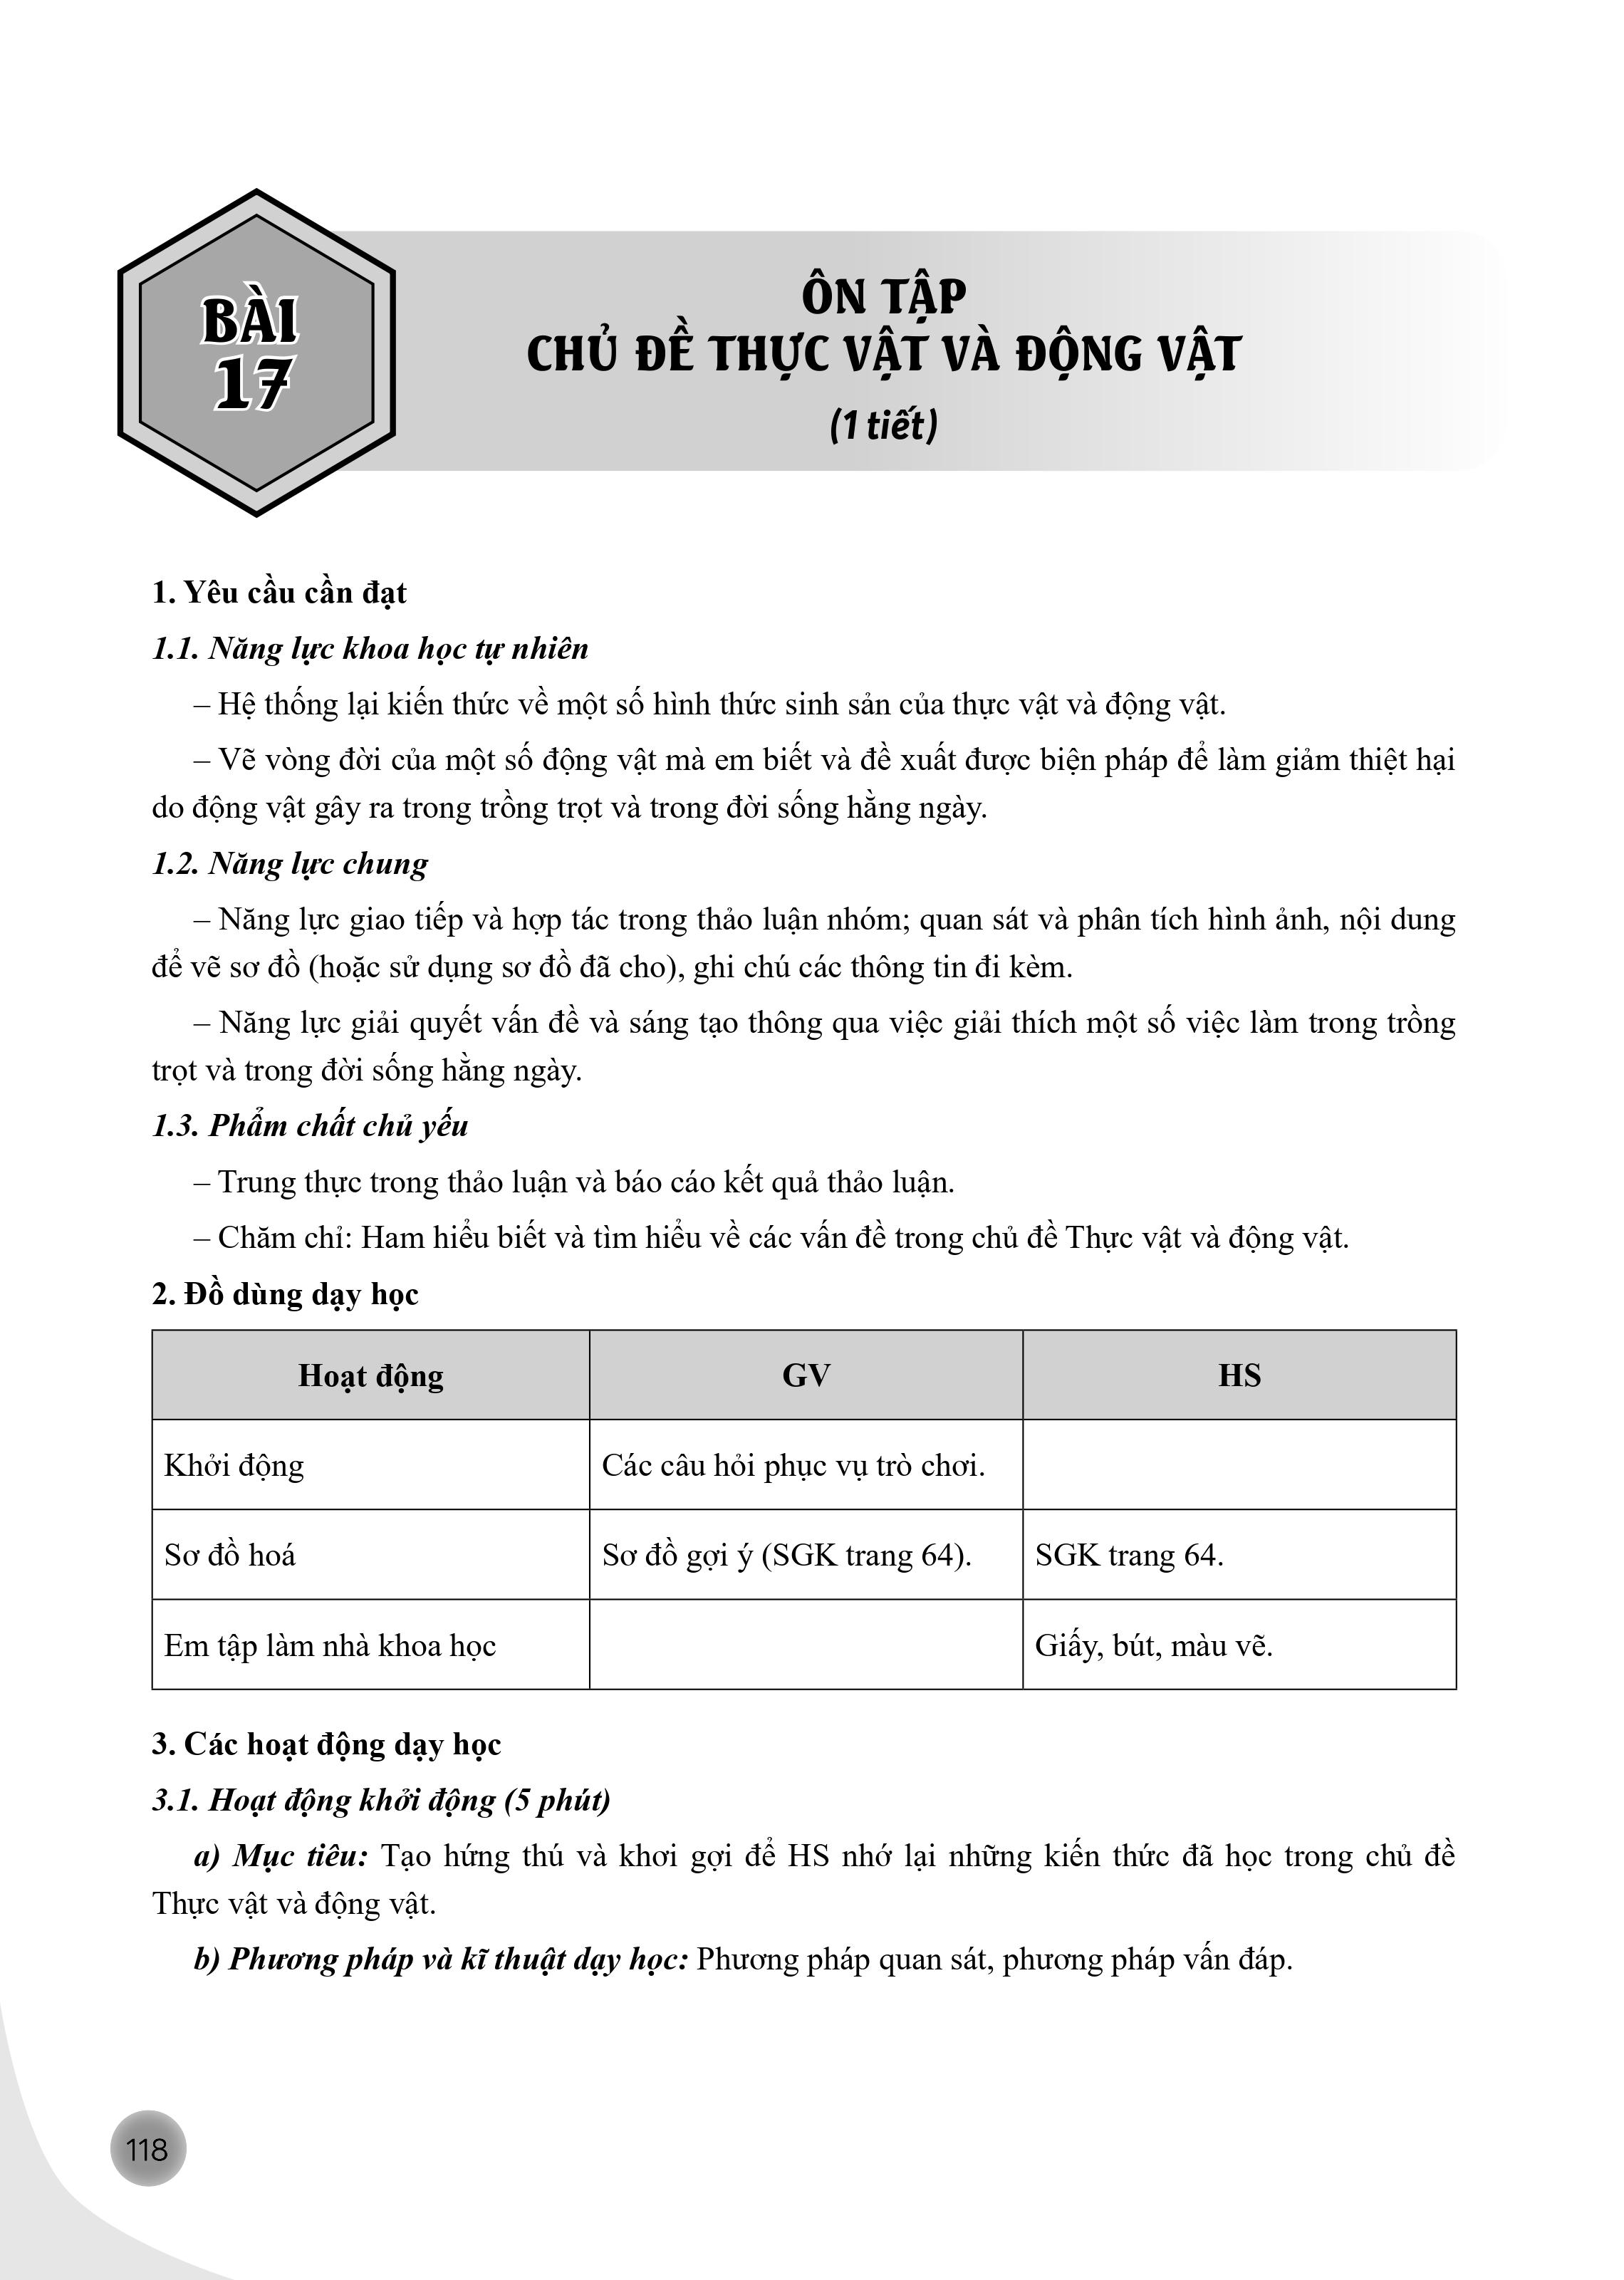 BÀI
17
ÔN TẬP
CHỦ ĐỀ THỰC VẬT VÀ ĐỘNG VẬT
(1 tiết)
1. Yêu cầu cần đạt
1.1. Năng lực khoa học tự nhiên
– Hệ thống lại kiến thức về một số hình thức sinh sản của thực vật và động vật.
– Vẽ vòng đời của một số động vật mà em biết và đề xuất được biện pháp để làm giảm thiệt hại
do động vật gây ra trong trồng trọt và trong đời sống hằng ngày.
1.2. Năng lực chung
– Năng lực giao tiếp và hợp tác trong thảo luận nhóm; quan sát và phân tích hình ảnh, nội dung
để vẽ sơ đồ (hoặc sử dụng sơ đồ đã cho), ghi chú các thông tin đi kèm.
– Năng lực giải quyết vấn đề và sáng tạo thông qua việc giải thích một số việc làm trong trồng
trọt và trong đời sống hằng ngày.
1.3. Phẩm chất chủ yếu
– Trung thực trong thảo luận và báo cáo kết quả thảo luận.
– Chăm chỉ: Ham hiểu biết và tìm hiểu về các vấn đề trong chủ đề Thực vật và động vật.
2. Đồ dùng dạy học
Hoạt động GV HS
Khởi động Các câu hỏi phục vụ trò chơi.
Sơ đồ hoá Sơ đồ gợi ý (SGK trang 64). SGK trang 64.
Em tập làm nhà khoa học Giấy, bút, màu vẽ.
3. Các hoạt động dạy học
3.1. Hoạt động khởi động (5 phút)
a) Mục tiêu: Tạo hứng thú và khơi gợi để HS nhớ lại những kiến thức đã học trong chủ đề
Thực vật và động vật.
b) Phương pháp và kĩ thuật dạy học: Phương pháp quan sát, phương pháp vấn đáp.
118